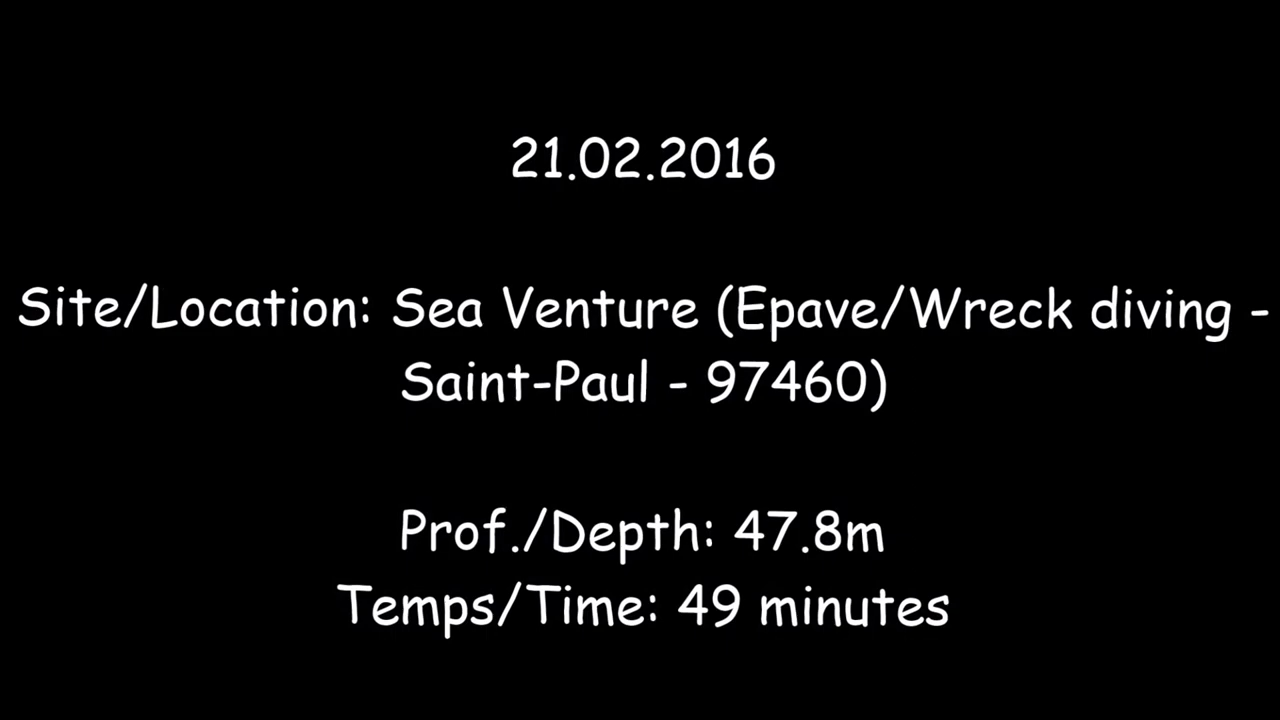 21.02.2016
Site/Location: Sea Venture (Epave/Wreck diving -
Saint-Paul - 97460)
Prof./Depth: 47.8m
Temps/Time: 49 minutes